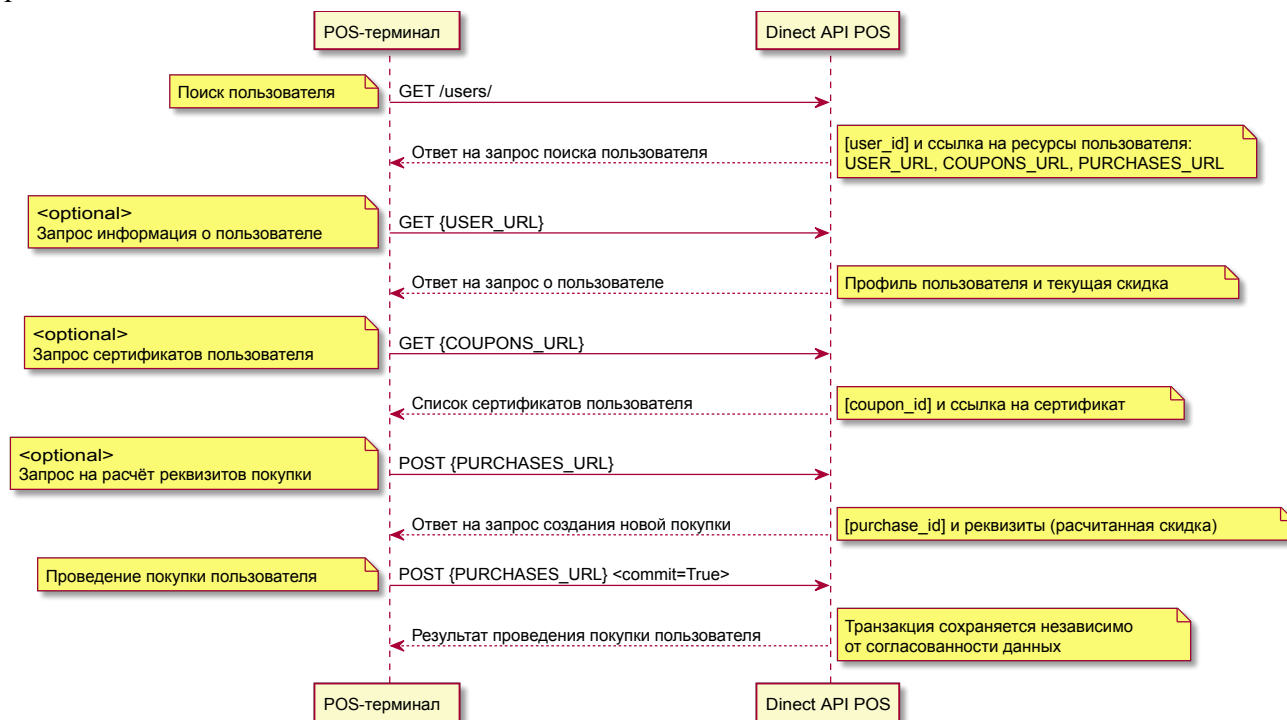 POS-терминал
Dinect API POS
Поиск пользователя
GET /users/
Ответ на запрос поиска пользователя
[user_id] и ссылка на ресурсы пользователя:
USER_URL, COUPONS_URL, PURCHASES_URL
<optional>
Запрос информация о пользователе
GET {USER_URL}
Ответ на запрос о пользователе
Профиль пользователя и текущая скидка
<optional>
Запрос сертификатов пользователя
GET {COUPONS_URL}
Список сертификатов пользователя
[coupon_id] и ссылка на сертификат
<optional>
Запрос на расчёт реквизитов покупки
POST {PURCHASES_URL}
Ответ на запрос создания новой покупки
[purchase_id] и реквизиты (расчитанная скидка)
Проведение покупки пользователя
POST {PURCHASES_URL} <commit=True>
Результат проведения покупки пользователя
Транзакция сохраняется независимо
от согласованности данных
POS-терминал
Dinect API POS